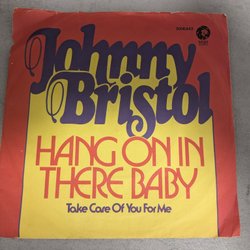 Johnny
Bristol
HANG ON IN
THERE BABY
Take Care Of You For Me